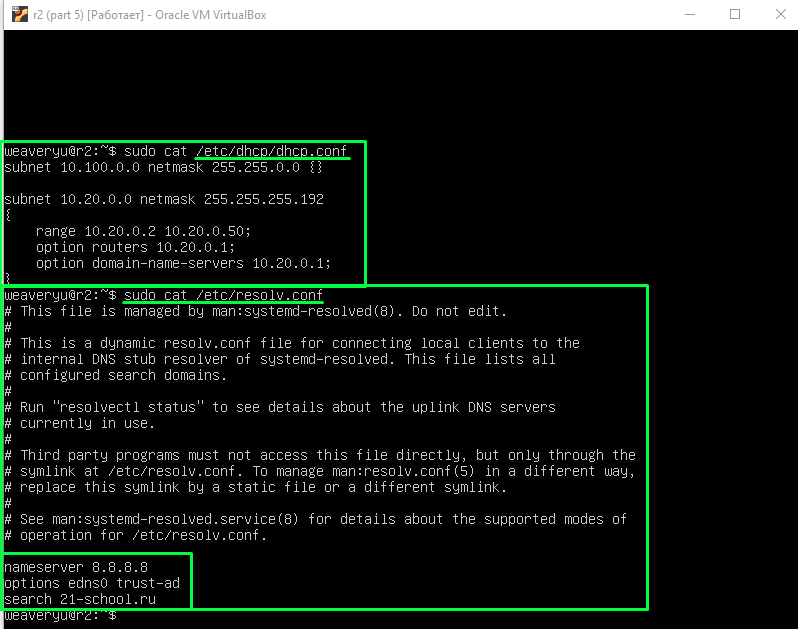 r2 (part 5) [Работает] - Oracle VM VirtualBox
weaveryu@r2:~$ sudo cat /etc/dhcp/dhcp.conf
subnet 10.100.0.0 netmask 255.255.0.0 {}
subnet 10.20.0.0 netmask 255.255.255.192
{
range 10.20.0.2 10.20.0.50;
option routers 10.20.0.1;
option domain-name-servers 10.20.0.1;
}
weaveryu@r2:~$ sudo cat /etc/resolv.conf
# This file is managed by man:systemd-resolved(8). Do not edit.
#
# This is a dynamic resolv.conf file for connecting local clients to the
# internal DNS stub resolver of systemd-resolved. This file lists all
# configured search domains.
#
# Run "resolvectl status" to see details about the uplink DNS servers
# currently in use.
#
# Third party programs must not access this file directly, but only through the
# symlink at /etc/resolv.conf. To manage man:resolv.conf(5) in a different way,
# replace this symlink by a static file or a different symlink.
#
# See man:systemd-resolved.service(8) for details about the supported modes of
# operation for /etc/resolv.conf.
nameserver 8.8.8.8
options edns0 trust-ad
search 21-school.ru
weaveryu@r2:~$